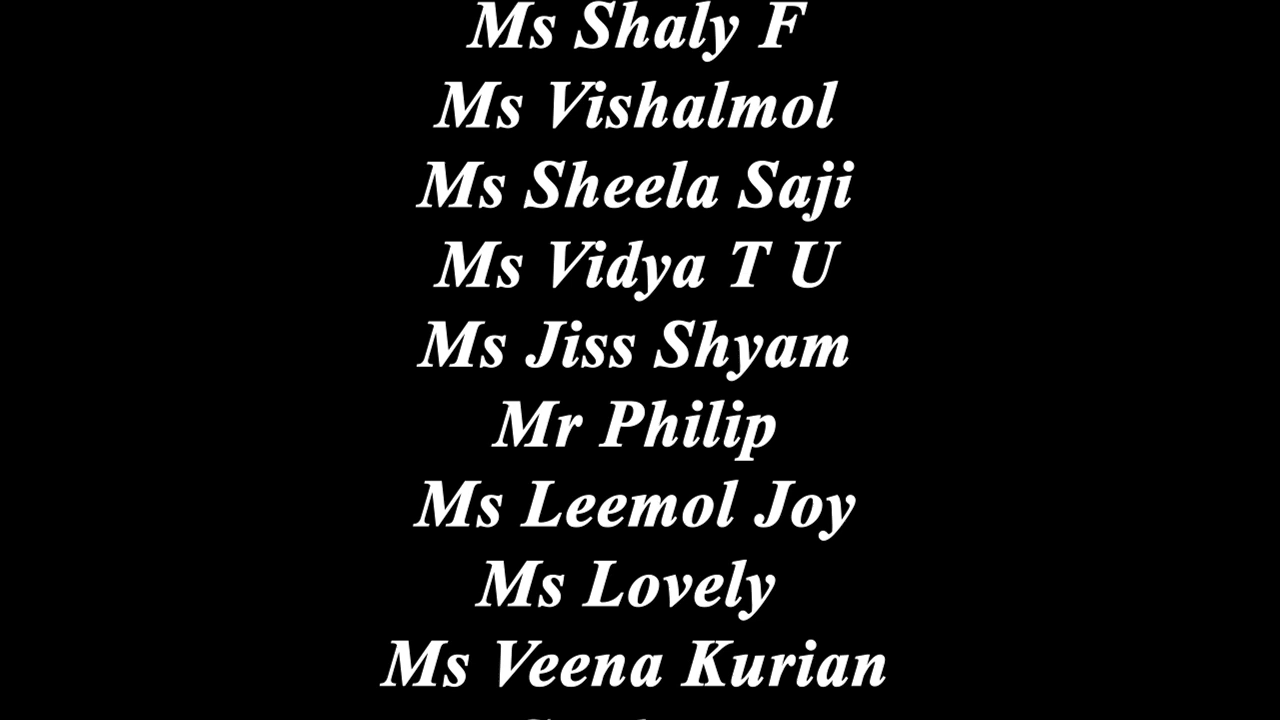 Ms Shaly F
Ms Vishalmol
Ms Sheela Saji
Ms Vidya T U
Ms Jiss Shyam
Mr Philip
Ms Leemol Joy
Ms Lovely
Ms Veena Kurian